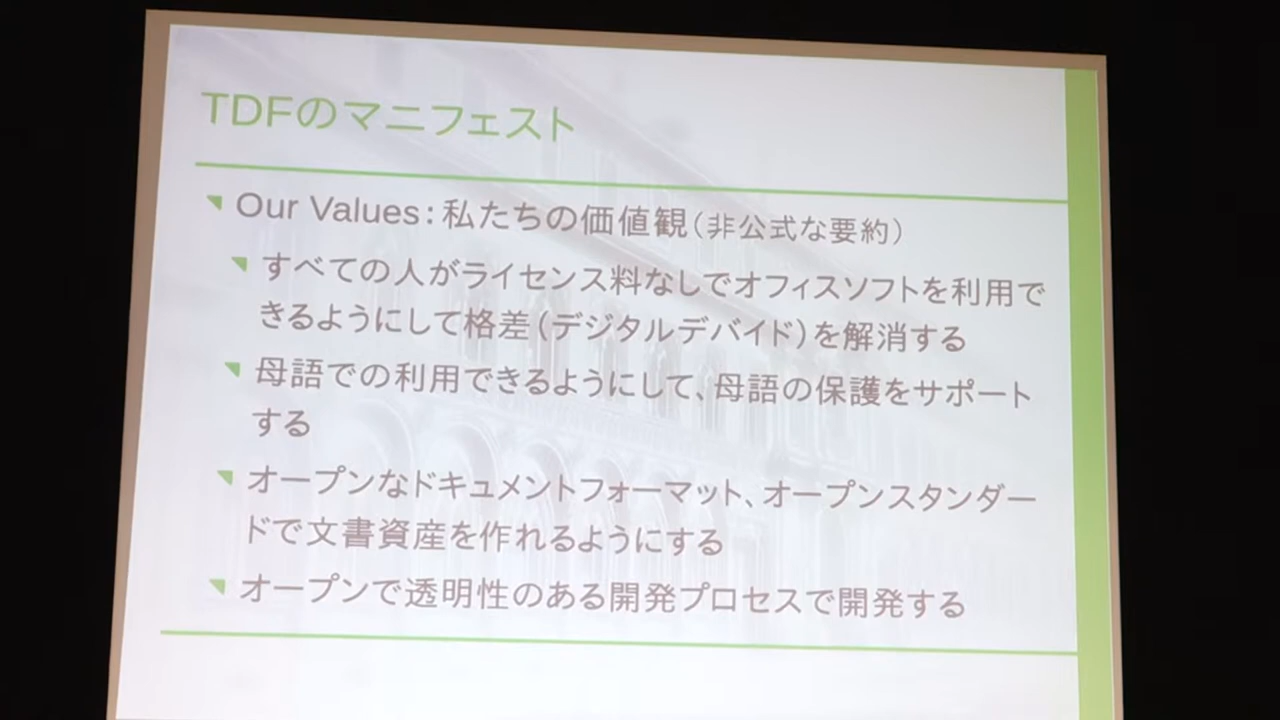 TDFのマニフェスト
Our Values：私たちの価値観（非公式な要約）
すべての人がライセンス料なしでオフィスソフトを利用で
きるようにして格差（デジタルデバイド）を解消する
母語での利用できるようにして、母語の保護をサポート
する
オープンなドキュメントフォーマット、オープンスタンダー
ドで文書資産を作れるようにする
オープンで透明性のある開発プロセスで開発する